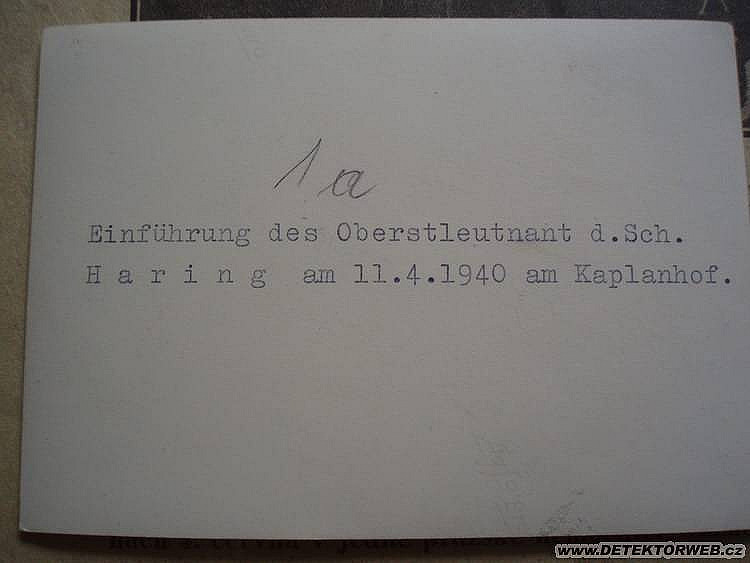 1a
Einführung des Oberstleutnant d.Sch.
H a r i n g am 11.4.1940 am Kaplanhof.
www.DETEKTORWEB.cz